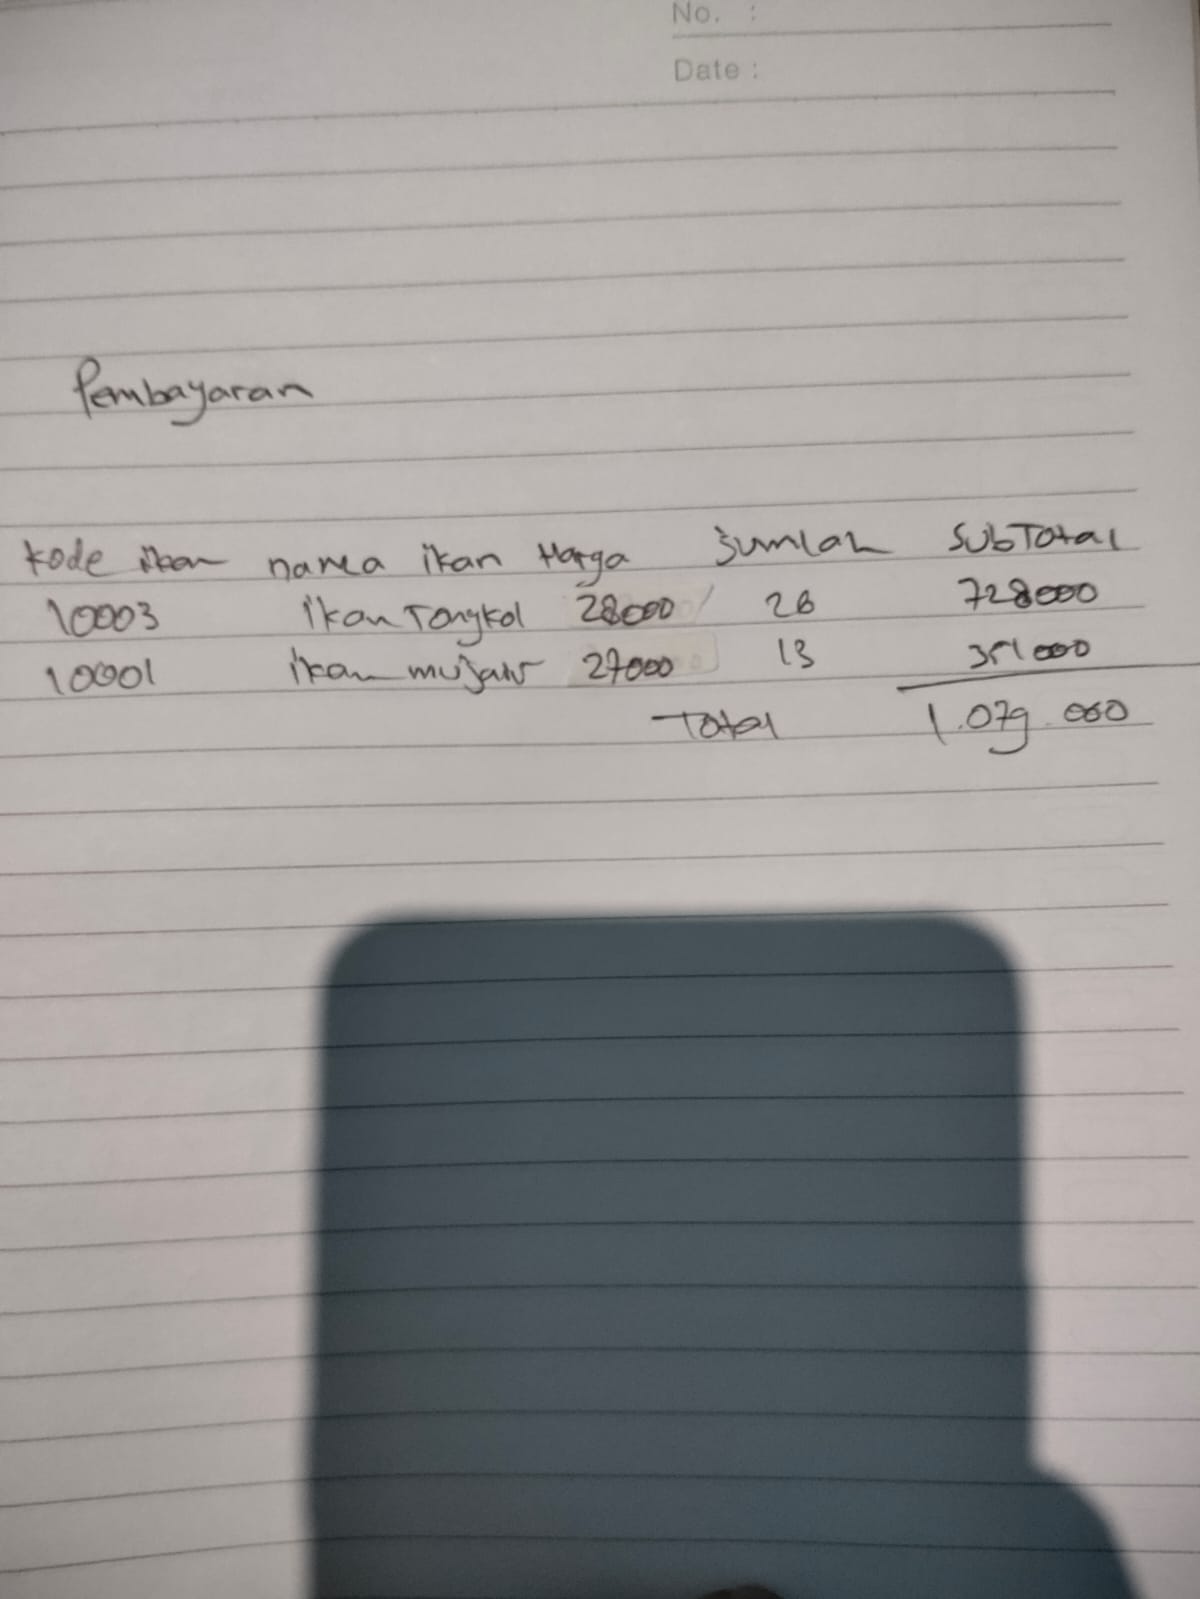 No. :
Date :
Pembayaran
Kode ikan nama ikan Harga Jumlah SubTotal
10003 ikan Tongkol 28000 26 728000
10001 ikan mujair 27000 13 351000
Total 1.079.000